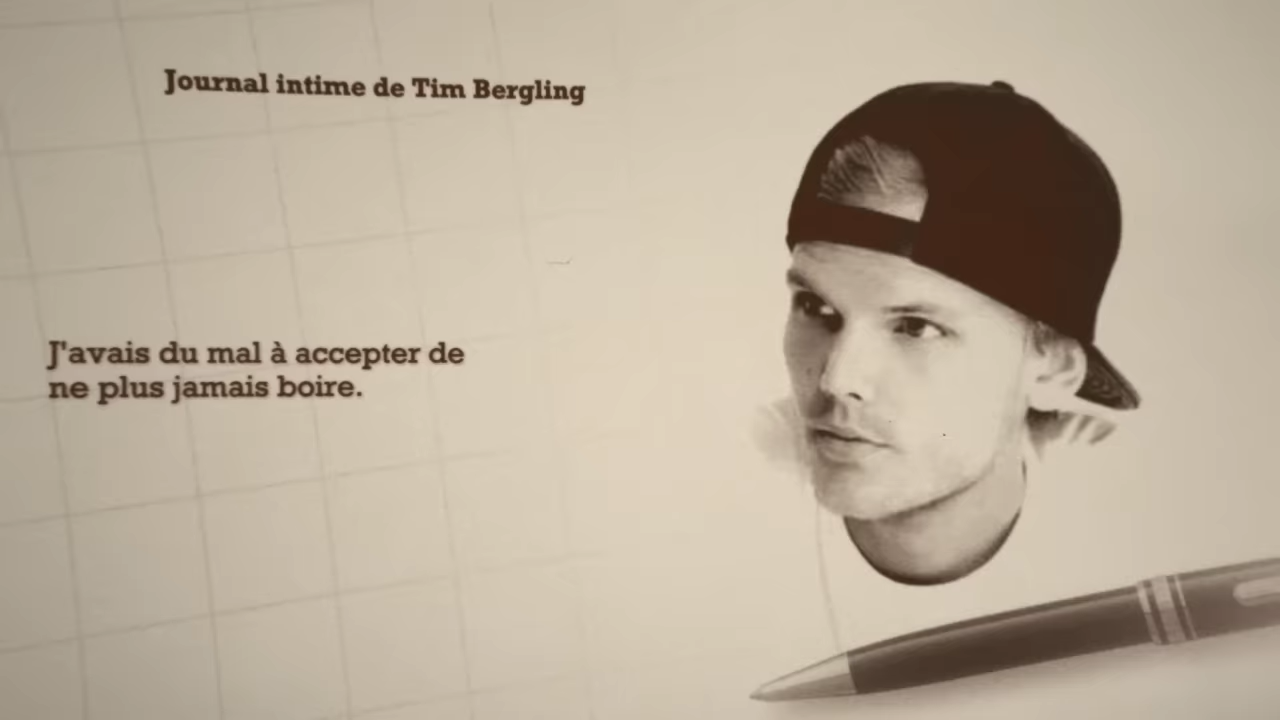 Journal intime de Tim Bergling
J'avais du mal à accepter de
ne plus jamais boire.